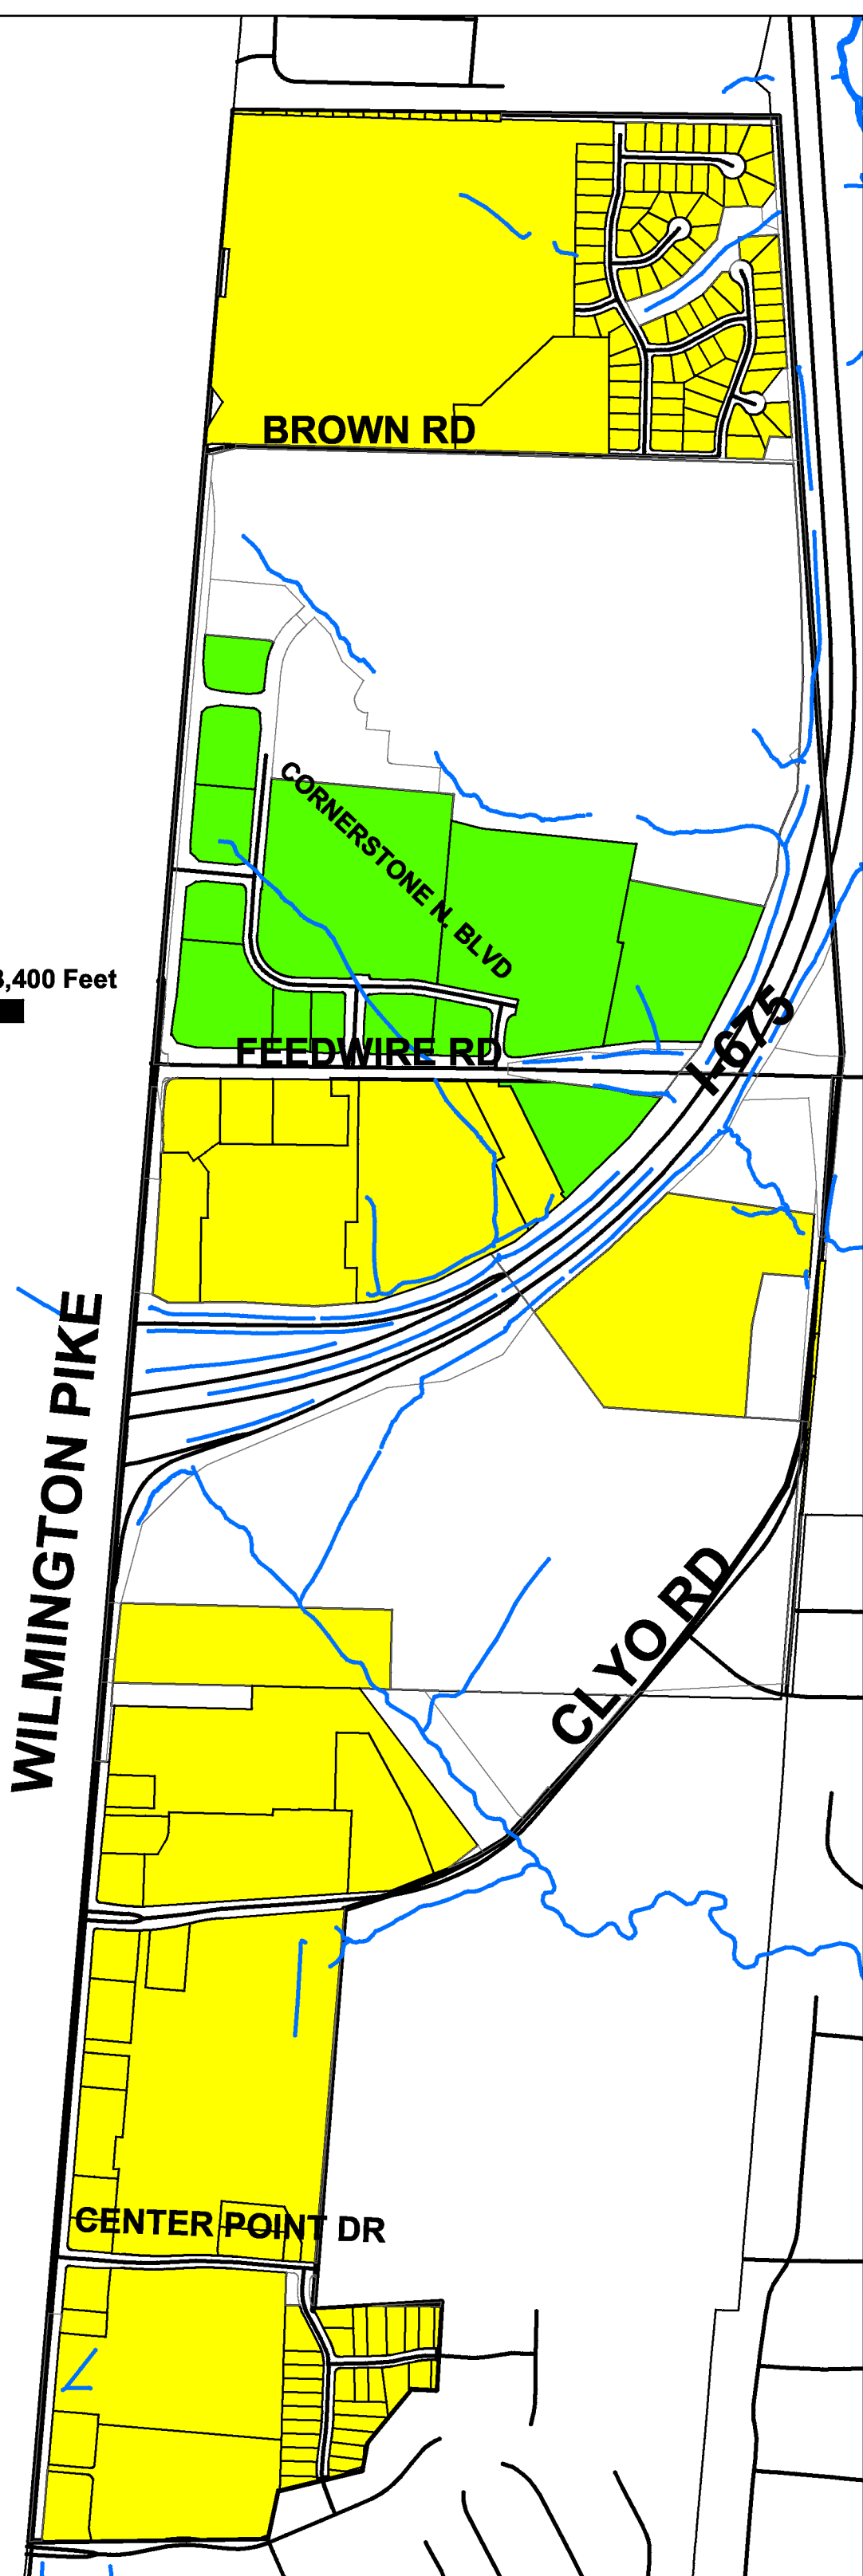 BROWN RD
CORNERSTONE N. BLVD
,400 Feet
FEEDWIRE RD
I-675
WILMINGTON PIKE
CLYO RD
CENTER POINT DR